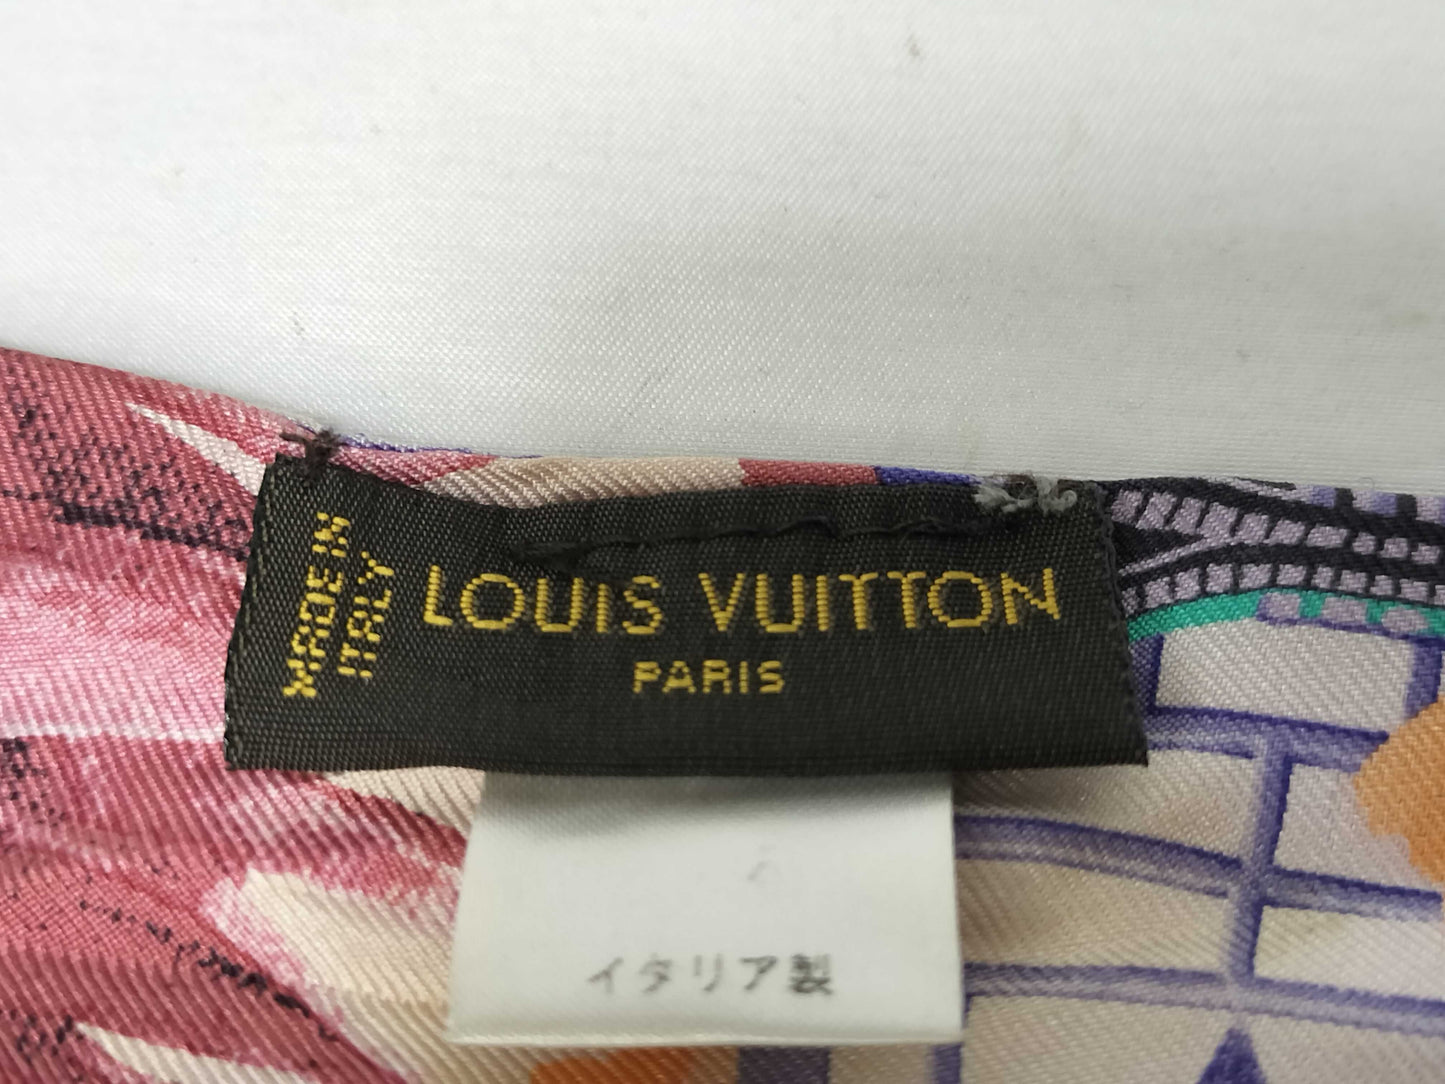 MADE IN
ITALY
LOUIS VUITTON
PARIS
イタリア製